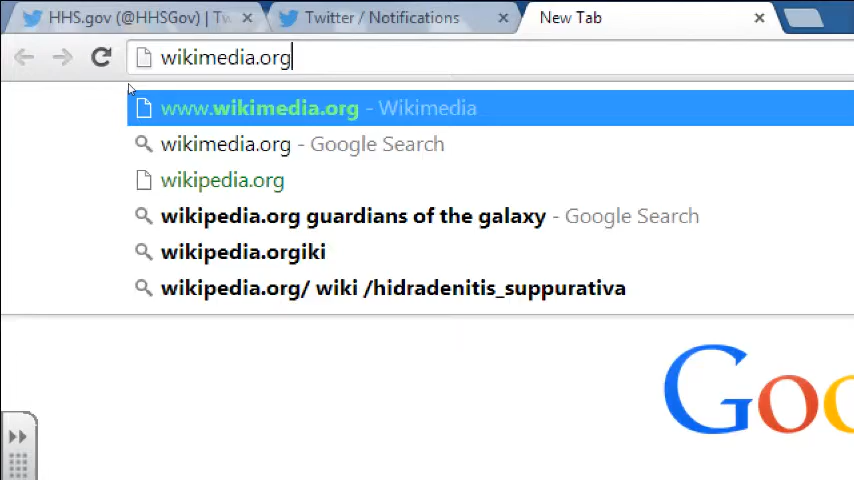 HHS.gov (@HHSGov) | Tw
Twitter / Notifications
New Tab
wikimedia.org
www.wikimedia.org - Wikimedia
wikimedia.org - Google Search
wikipedia.org
wikipedia.org guardians of the galaxy - Google Search
wikipedia.orgiki
wikipedia.org/ wiki /hidradenitis_suppurativa
Goo